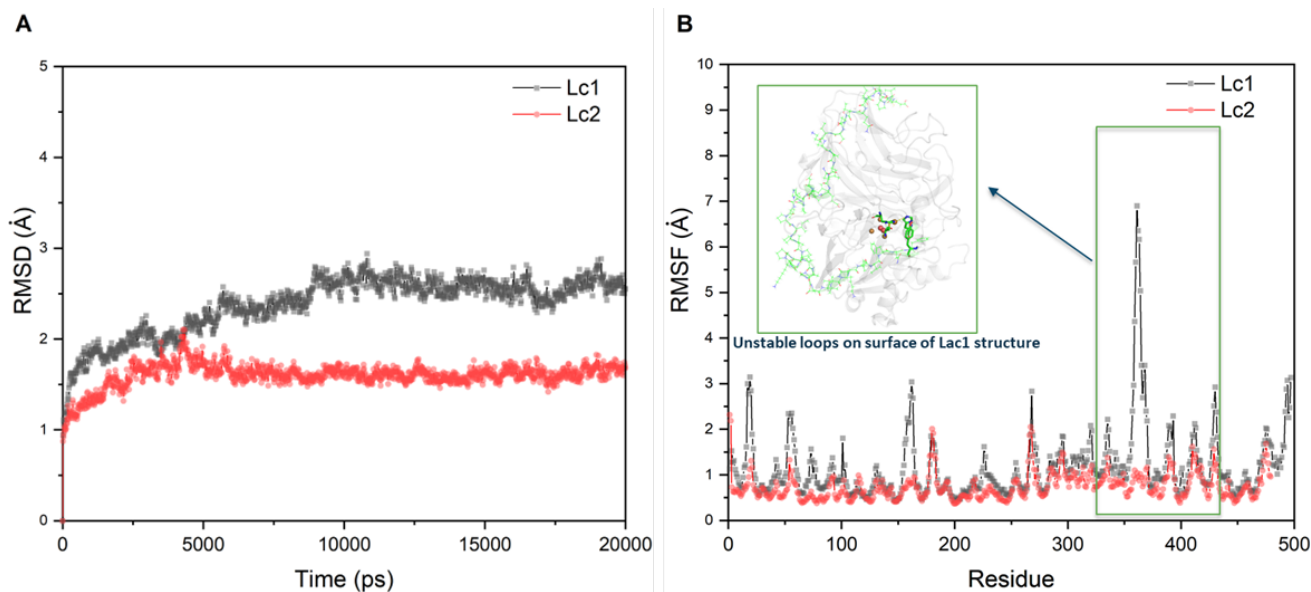 A
5
4
3
2
1
0
RMSD (Å)
0
5000
10000
15000
20000
Time (ps)
Lc1
Lc2
B
10
9
8
7
6
5
4
3
2
1
0
RMSF (Å)
0
100
200
300
400
500
Residue
Lc1
Lc2
Unstable loops on surface of Lac1 structure